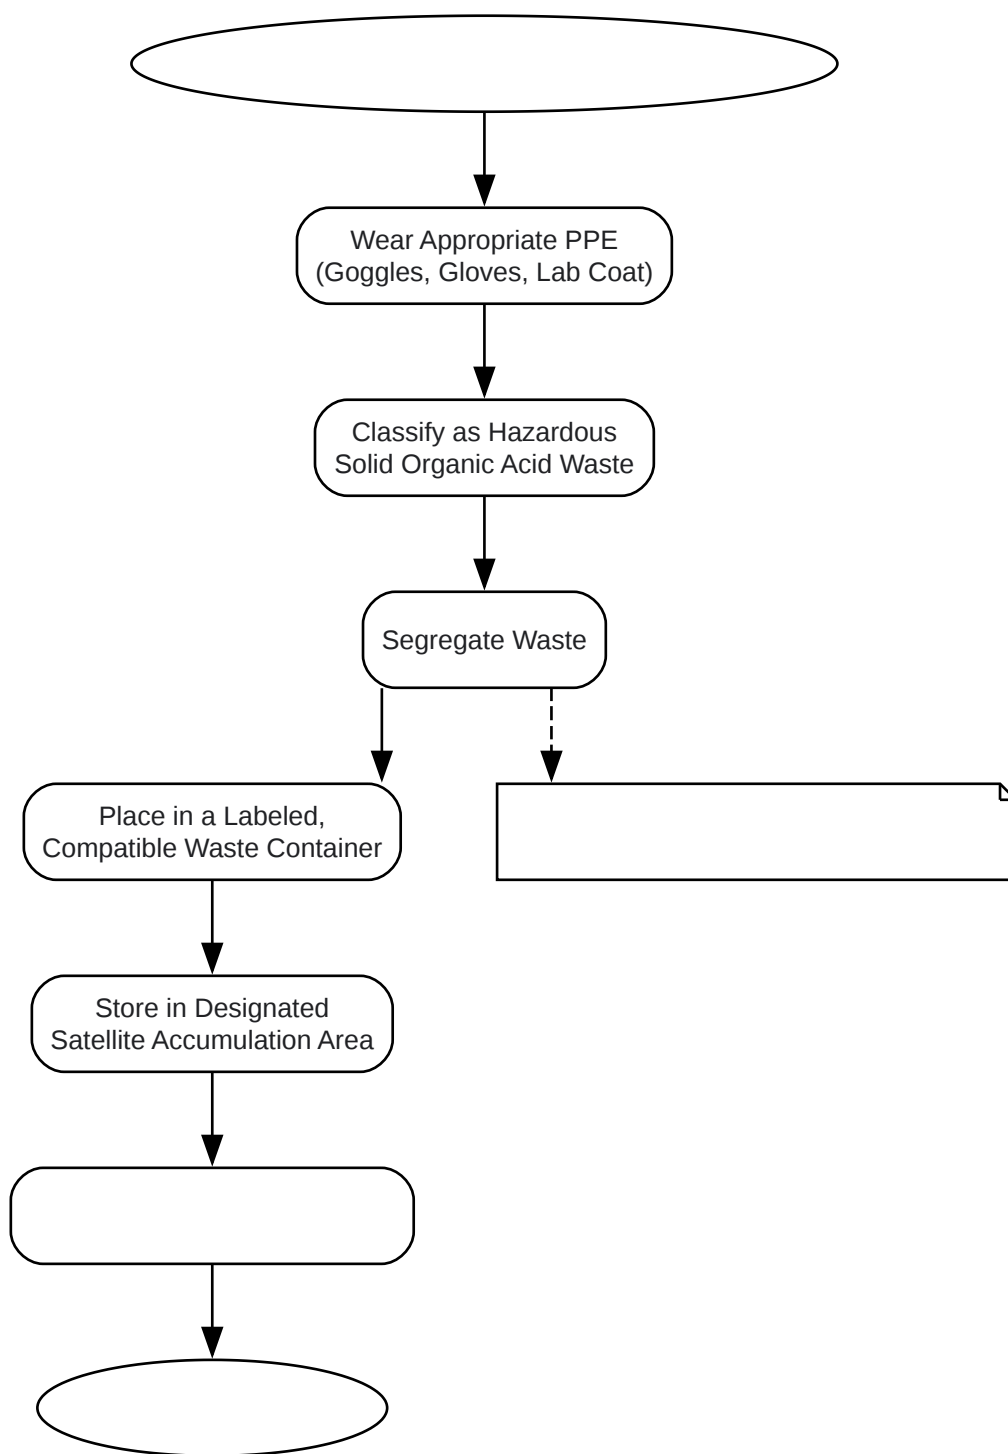 Wear Appropriate PPE
(Goggles, Gloves, Lab Coat)
Classify as Hazardous
Solid Organic Acid Waste
Segregate Waste
Place in a Labeled,
Compatible Waste Container
Store in Designated
Satellite Accumulation Area